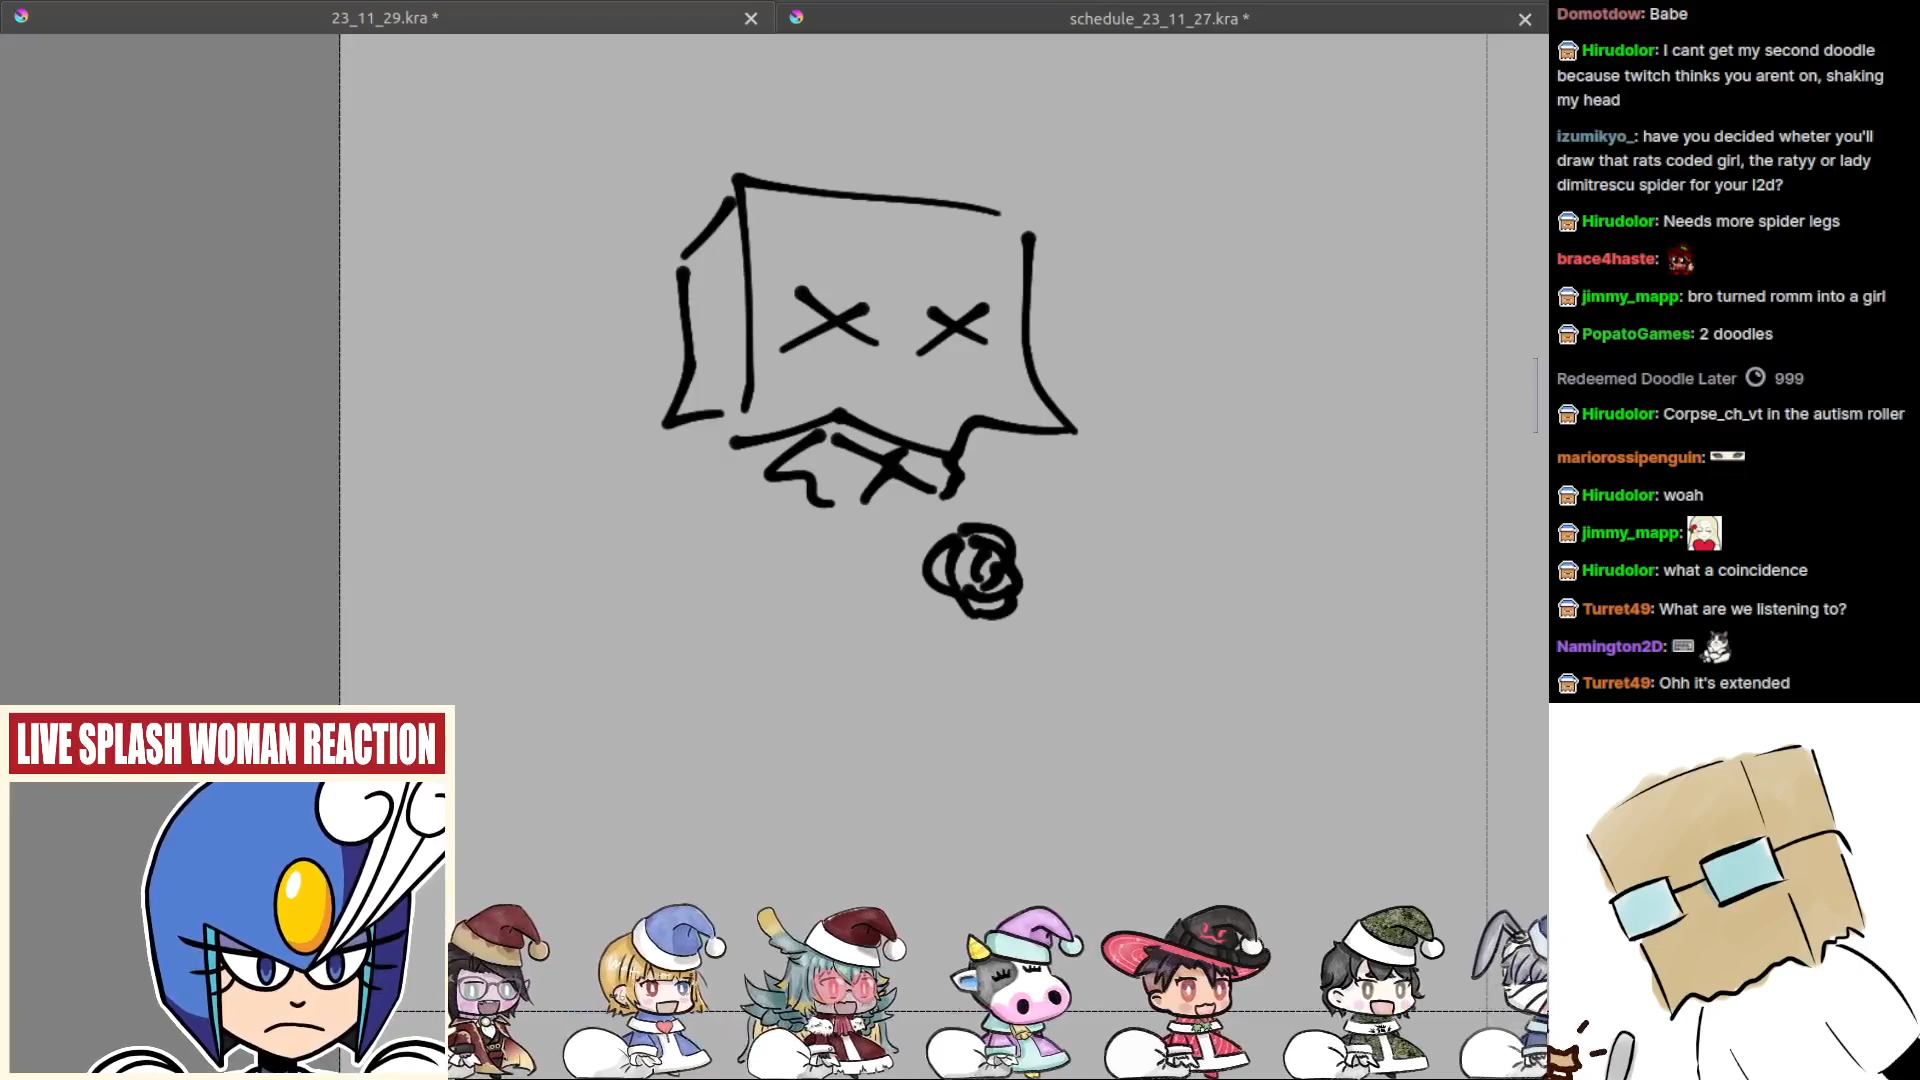 23_11_29.kra *
schedule_23_11_27.kra *
Domotdow: Babe
Hirudolor: I cant get my second doodle
because twitch thinks you arent on, shaking
my head
izumikyo_: have you decided wheter you'll
draw that rats coded girl, the ratyy or lady
dimitrescu spider for your l2d?
Hirudolor: Needs more spider legs
brace4haste:
jimmy_mapp: bro turned romm into a girl
PopatoGames: 2 doodles
Redeemed Doodle Later 999
Hirudolor: Corpse_ch_vt in the autism roller
mariorossipenguin:
Hirudolor: woah
jimmy_mapp:
Hirudolor: what a coincidence
Turret49: What are we listening to?
Namington2D:
Turret49: Ohh it's extended
LIVE SPLASH WOMAN REACTION